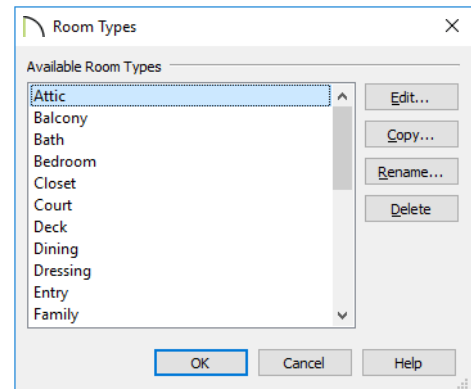 Room Types
Available Room Types
Attic
Balcony
Bath
Bedroom
Closet
Court
Deck
Dining
Dressing
Entry
Family
Edit...
Copy...
Rename...
Delete
OK
Cancel
Help